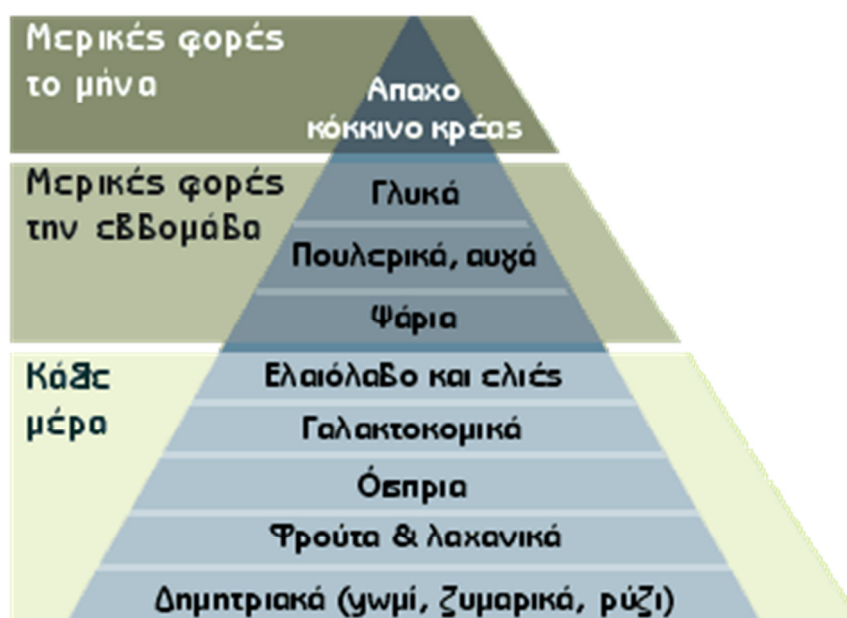 Μερικές φορές
το μήνα
Άπαχο
κόκκινο κρέας
Μερικές φορές
την εβδομάδα
Γλυκά
Πουλερικά, αυγά
Ψάρια
Κάθε
μέρα
Ελαιόλαδο και ελιές
Γαλακτοκομικά
Όσπρια
Φρούτα & λαχανικά
Δημητριακά (ψωμί, ζυμαρικά, ρύζι)